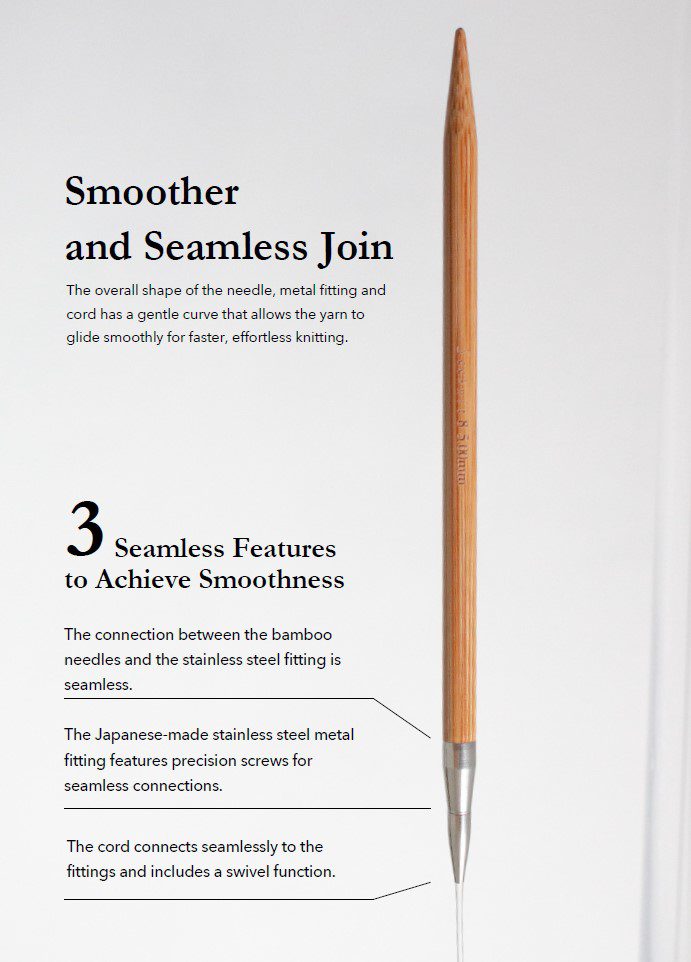 Smoother
and Seamless Join
The overall shape of the needle, metal fitting and
cord has a gentle curve that allows the yarn to
glide smoothly for faster, effortless knitting.
3 Seamless Features
to Achieve Smoothness
The connection between the bamboo
needles and the stainless steel fitting is
seamless.
The Japanese-made stainless steel metal
fitting features precision screws for
seamless connections.
The cord connects seamlessly to the
fittings and includes a swivel function.
8 5.00mm